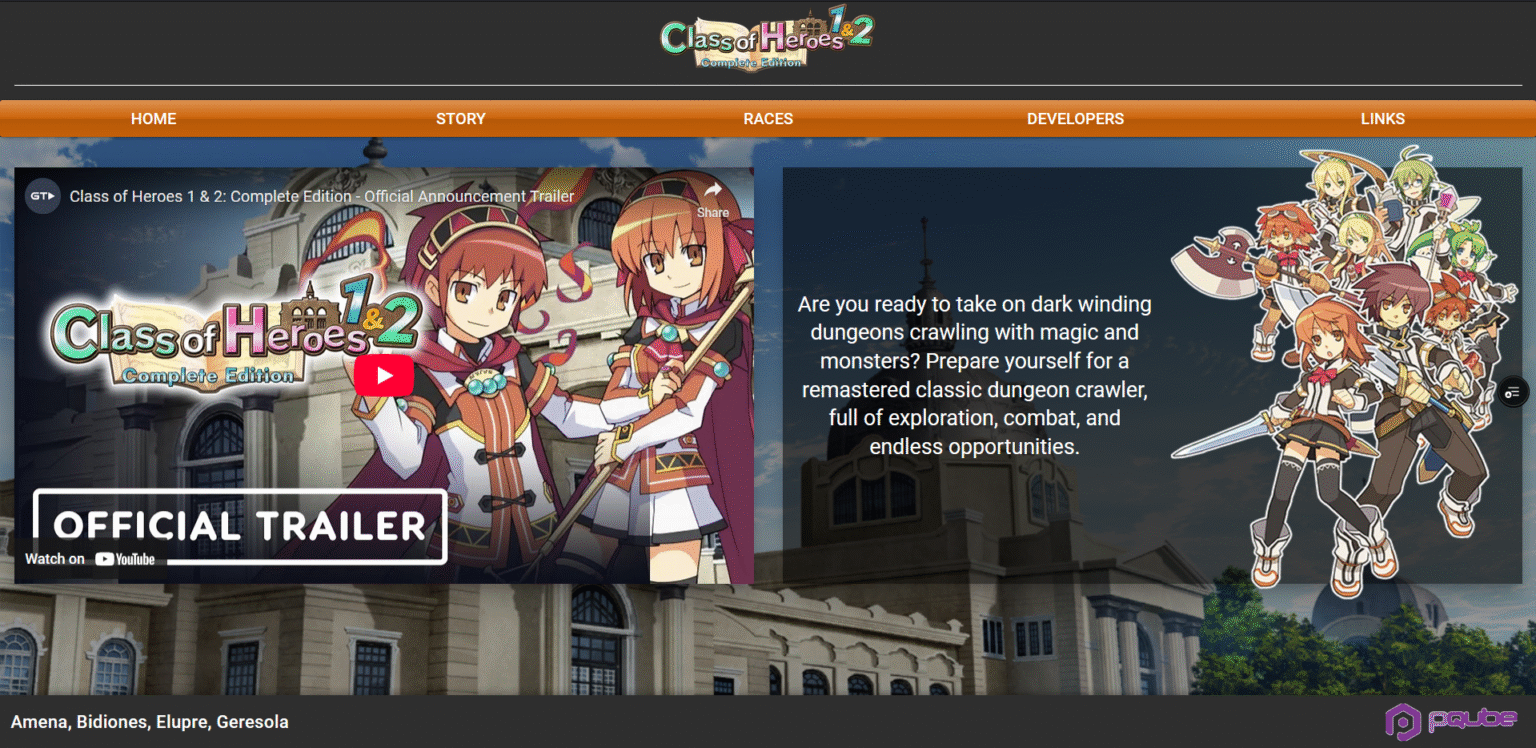 Class of Heroes 1&2
Complete Edition
HOME
STORY
RACES
DEVELOPERS
LINKS
GT
Class of Heroes 1 & 2: Complete Edition - Official Announcement Trailer
Share
Class of Heroes 1&2
Complete Edition
OFFICIAL TRAILER
Watch on YouTube
Are you ready to take on dark winding
dungeons crawling with magic and
monsters? Prepare yourself for a
remastered classic dungeon crawler,
full of exploration, combat, and
endless opportunities.
Amena, Bidiones, Elupre, Geresola
PQube